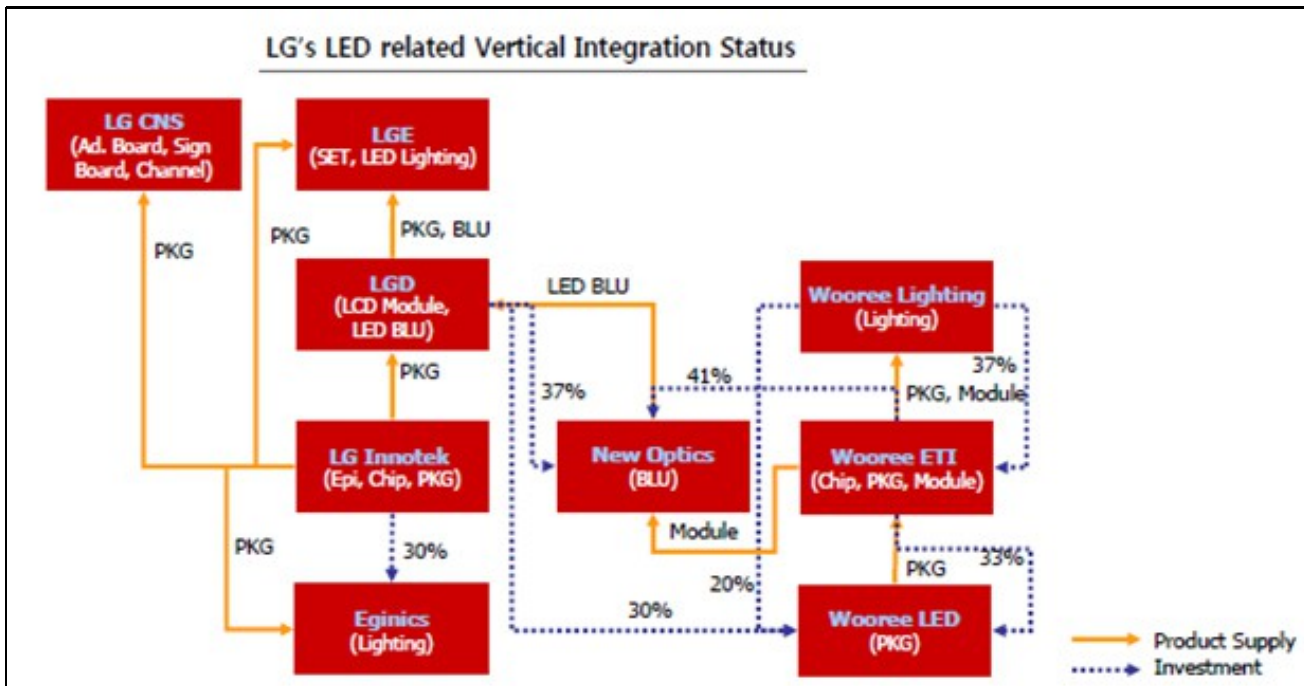 LG's LED related Vertical Integration Status
LG CNS
(Ad. Board, Sign
Board, Channel)
LGE
(SET, LED Lighting)
PKG
PKG
PKG, BLU
LGD
(LCD Module,
LED BLU)
LED BLU
Wooree Lighting
(Lighting)
PKG
37%
41%
37%
PKG, Module
LG Innotek
(Epi, Chip, PKG)
New Optics
(BLU)
Wooree ETI
(Chip, PKG, Module)
PKG
30%
Module
20%
PKG
33%
30%
Eginics
(Lighting)
Wooree LED
(PKG)
Product Supply
Investment